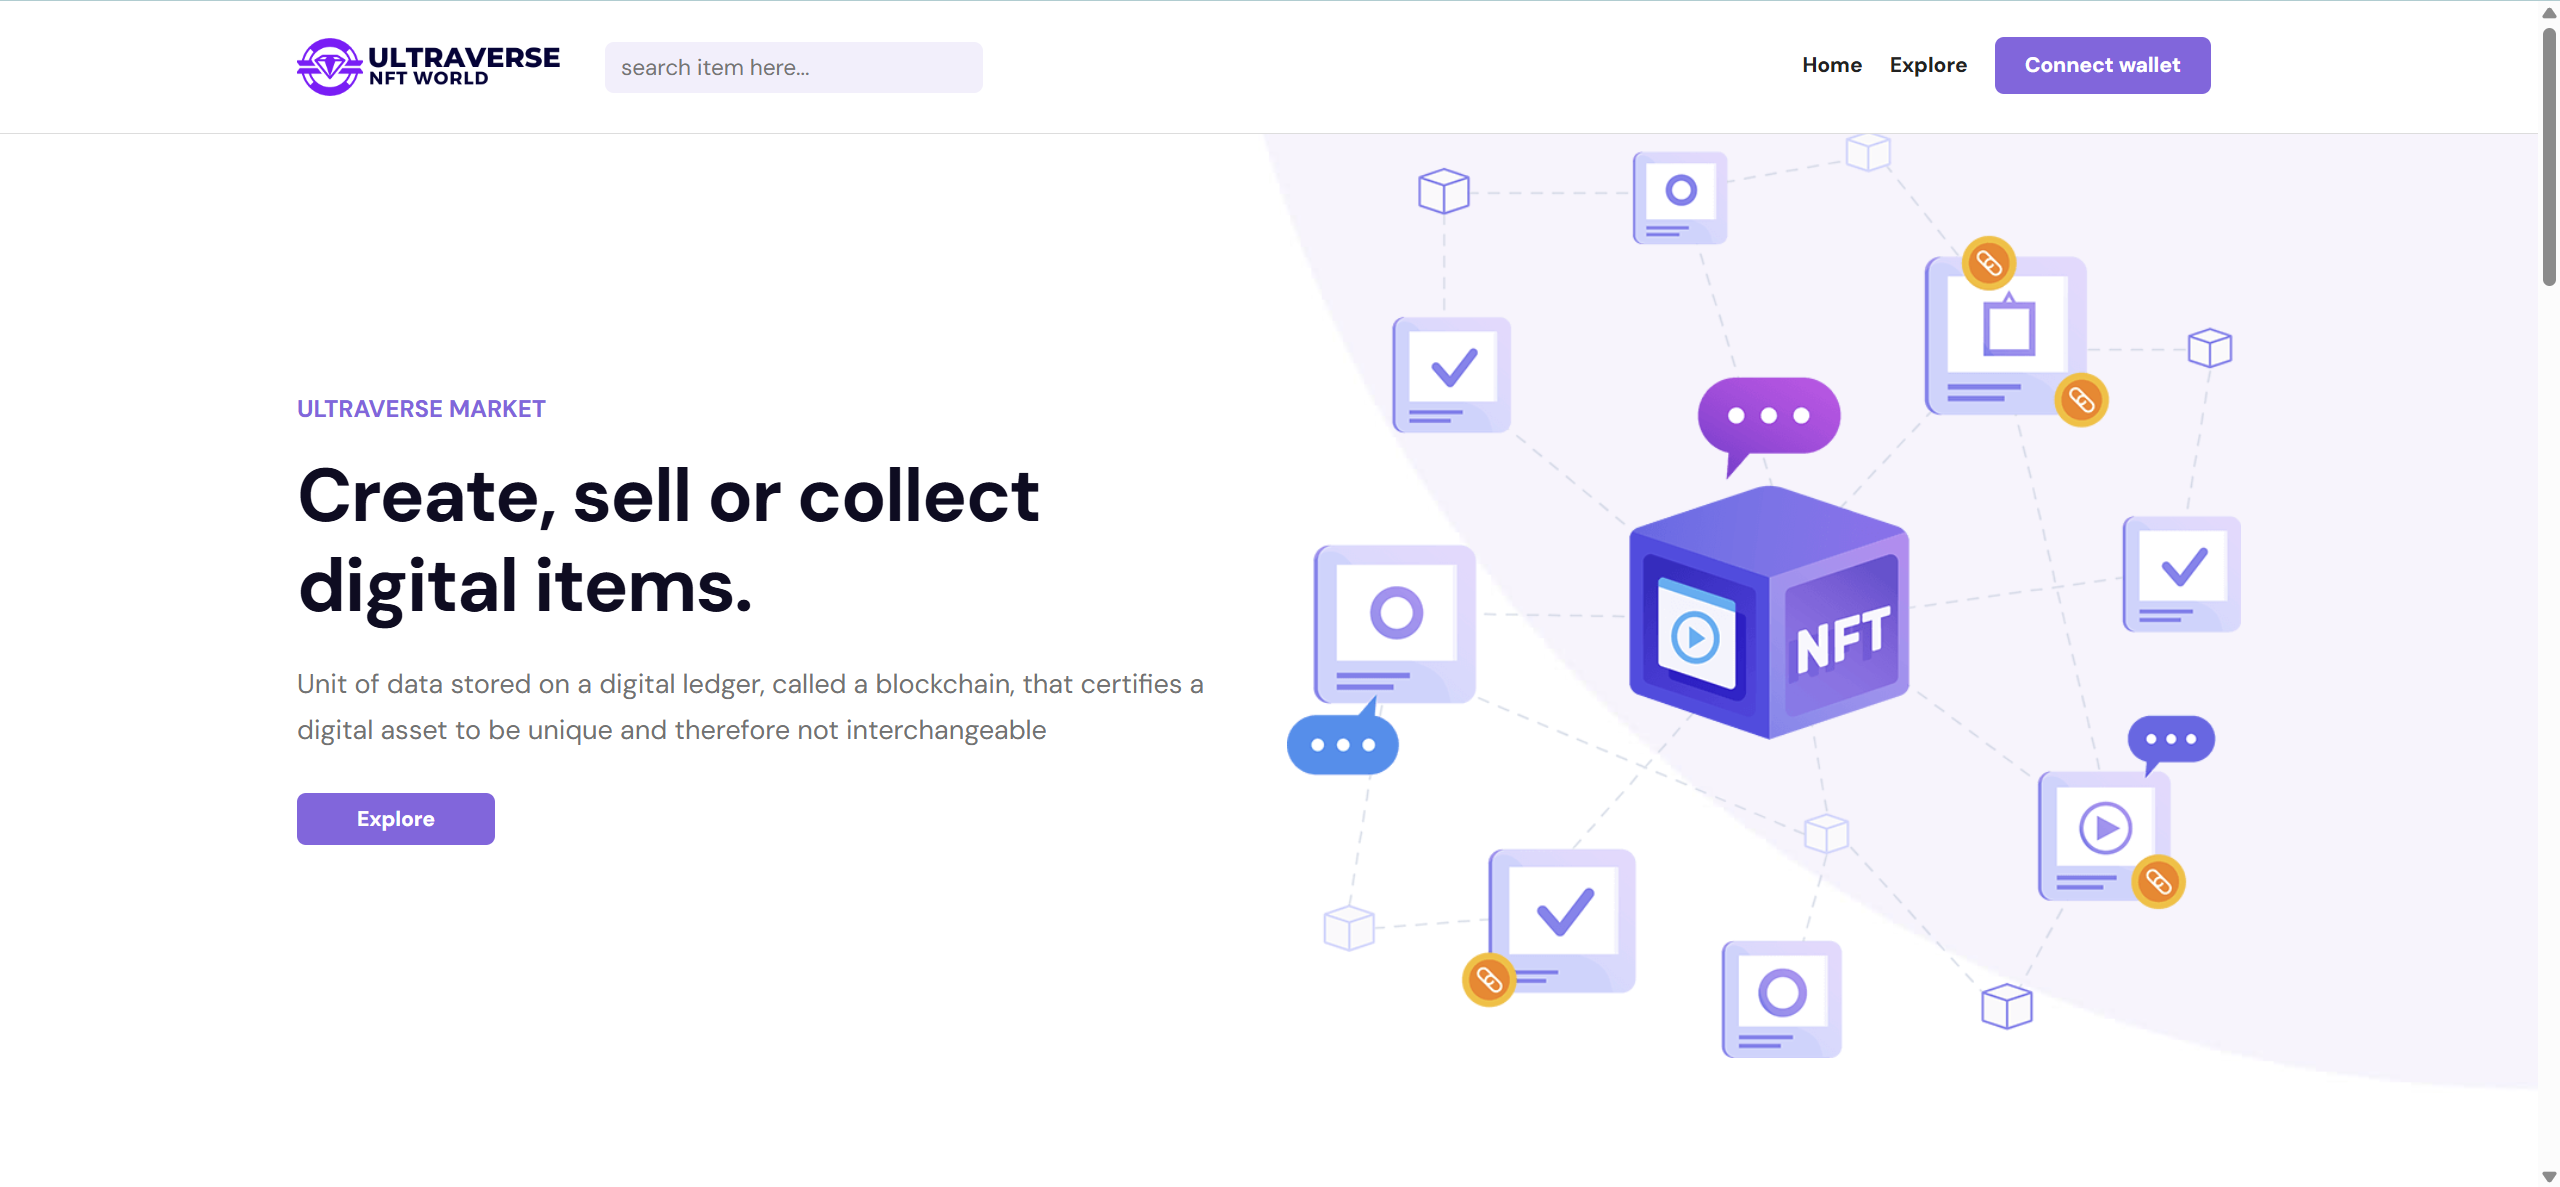 ULTRAVERSE
NFT WORLD
search item here...
Home
Explore
Connect wallet
ULTRAVERSE MARKET
Create, sell or collect
digital items.
Unit of data stored on a digital ledger, called a blockchain, that certifies a
digital asset to be unique and therefore not interchangeable
Explore
NFT